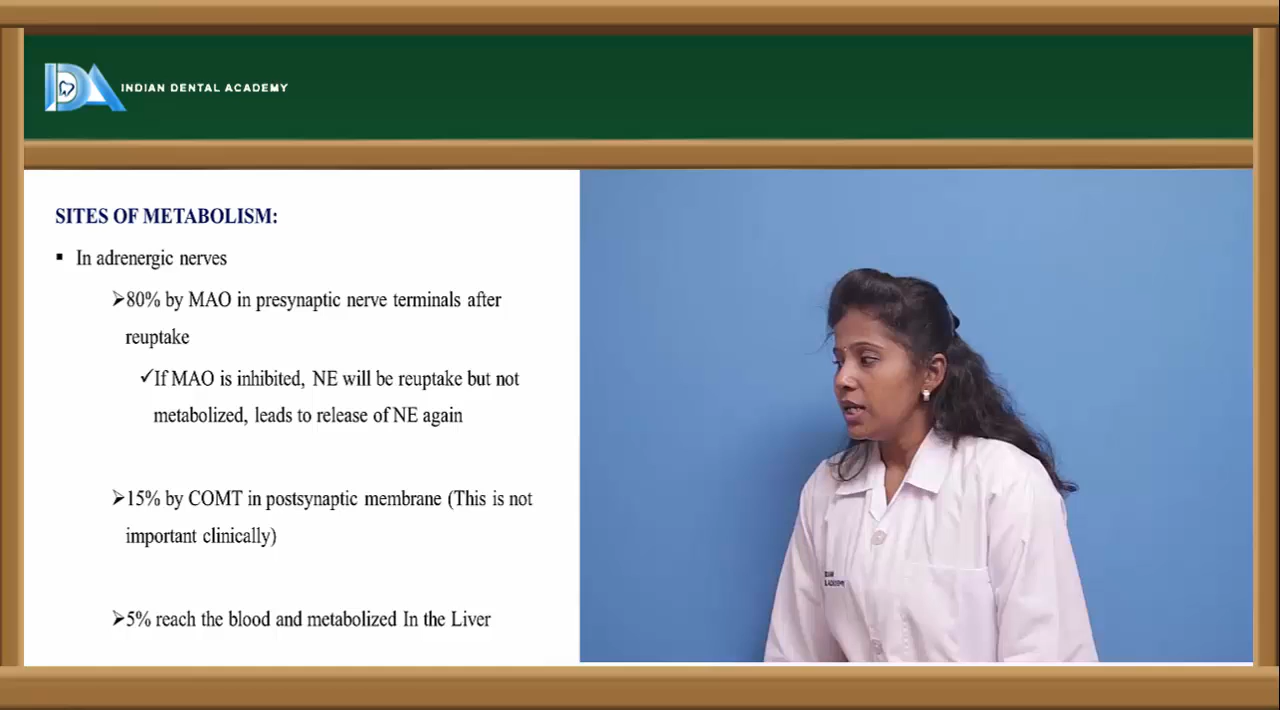 IDA INDIAN DENTAL ACADEMY
SITES OF METABOLISM:
▪ In adrenergic nerves
➢80% by MAO in presynaptic nerve terminals after
reuptake
✓If MAO is inhibited, NE will be reuptake but not
metabolized, leads to release of NE again
➢15% by COMT in postsynaptic membrane (This is not
important clinically)
➢5% reach the blood and metabolized In the Liver